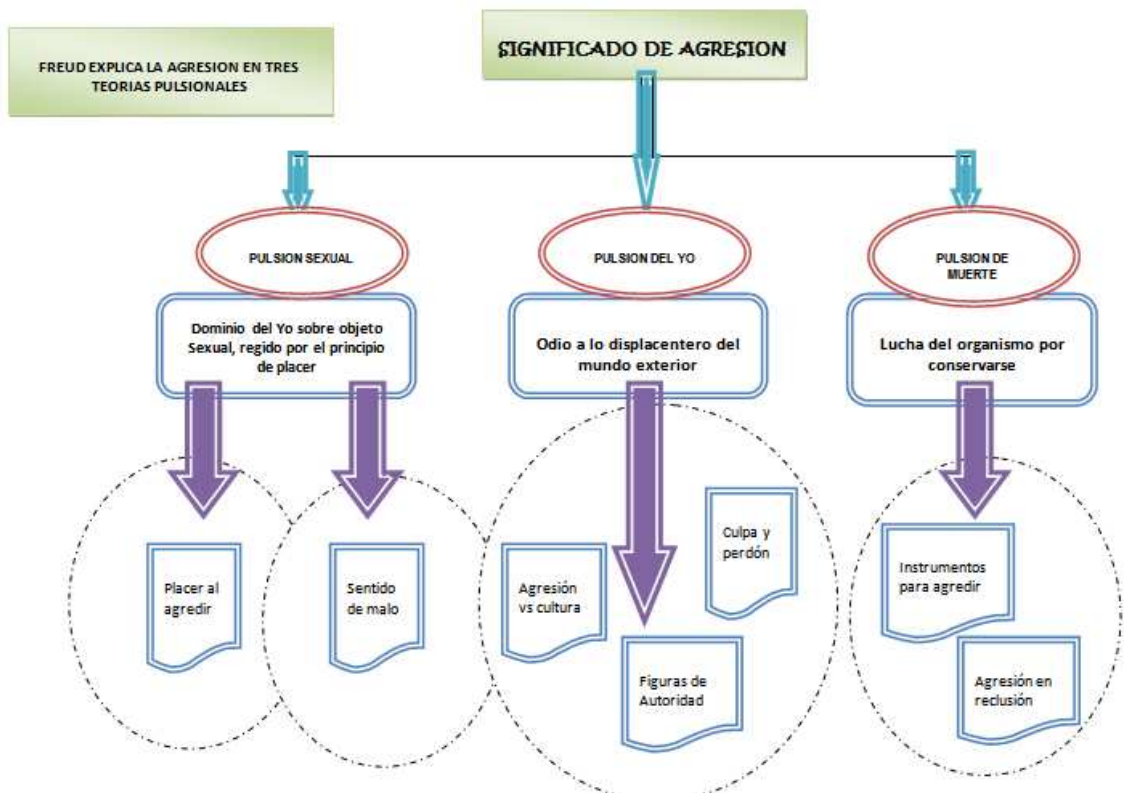 FREUD EXPLICA LA AGRESION EN TRES
TEORIAS PULSIONALES
SIGNIFICADO DE AGRESION
PULSION SEXUAL
PULSION DEL YO
PULSION DE
MUERTE
Dominio del Yo sobre objeto
Sexual, regido por el principio
de placer
Odio a lo displacentero del
mundo exterior
Lucha del organismo por
conservarse
Placer al
agredir
Sentido
de malo
Agresión
vs cultura
Culpa y
perdón
Figuras de
Autoridad
Instrumentos
para agredir
Agresión en
reclusión